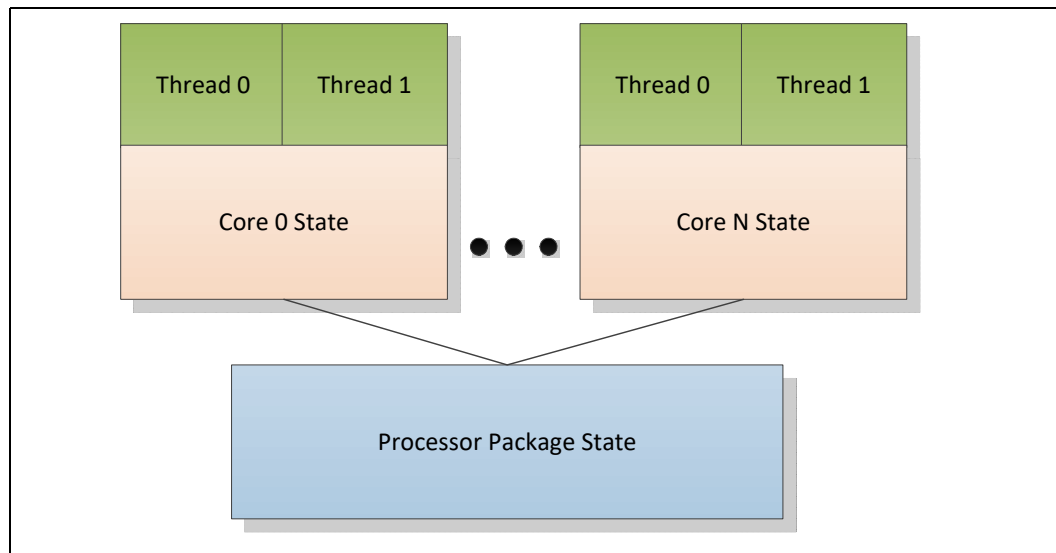 Thread 0
Thread 1
Thread 0
Thread 1
Core 0 State
Core N State
Processor Package State